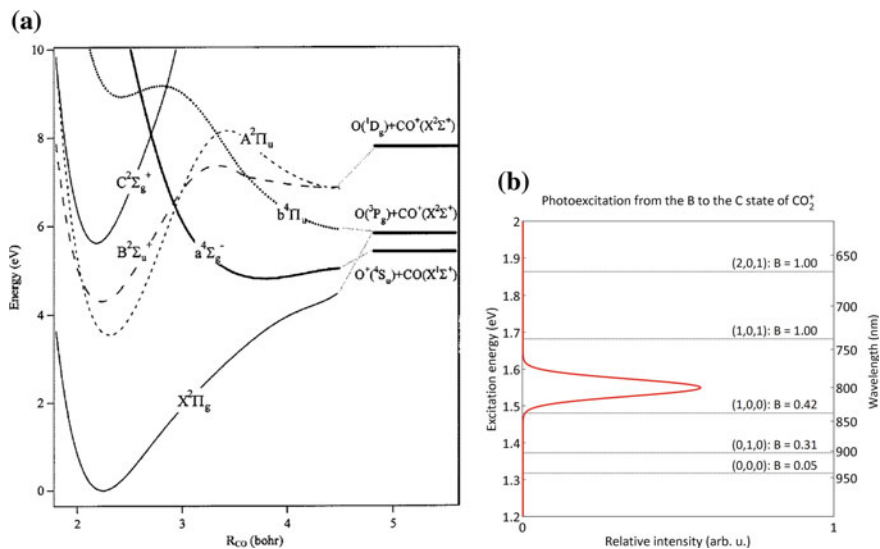 (a)
10
8
6
4
2
0
Energy (eV)
2
3
4
5
R_CO (bohr)
C²Σg⁺
A²Πu
B²Σu⁺
b⁴Πu
a⁴Σg⁻
X²Πg
O(¹Dg)+CO⁺(X²Σ⁺)
O(³Pg)+CO⁺(X²Σ⁺)
O⁺(⁴Su)+CO(X¹Σ⁺)
(b)
Photoexcitation from the B to the C state of CO₂⁺
2
1.9
1.8
1.7
1.6
1.5
1.4
1.3
1.2
Excitation energy (eV)
(2,0,1): B = 1.00
(1,0,1): B = 1.00
(1,0,0): B = 0.42
(0,1,0): B = 0.31
(0,0,0): B = 0.05
650
700
750
800
850
900
950
Wavelength (nm)
0
1
Relative intensity (arb. u.)